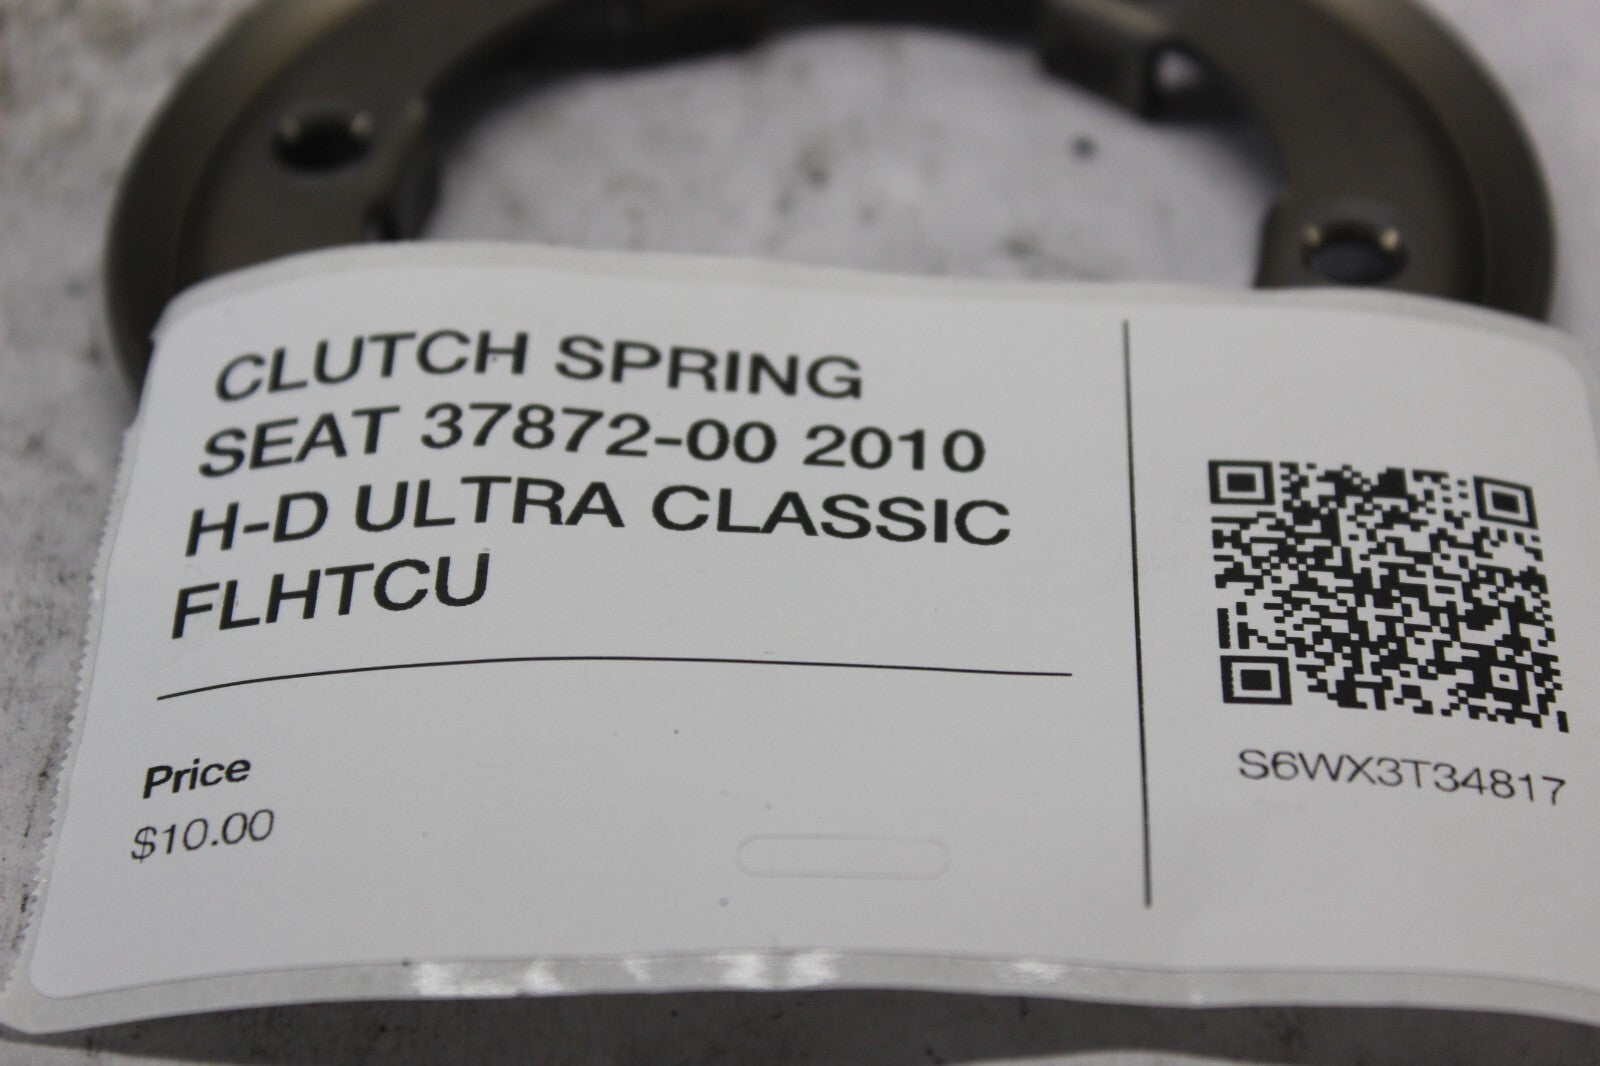 CLUTCH SPRING
SEAT 37872-00 2010
H-D ULTRA CLASSIC
FLHTCU
Price
$10.00
S6WX3T34817